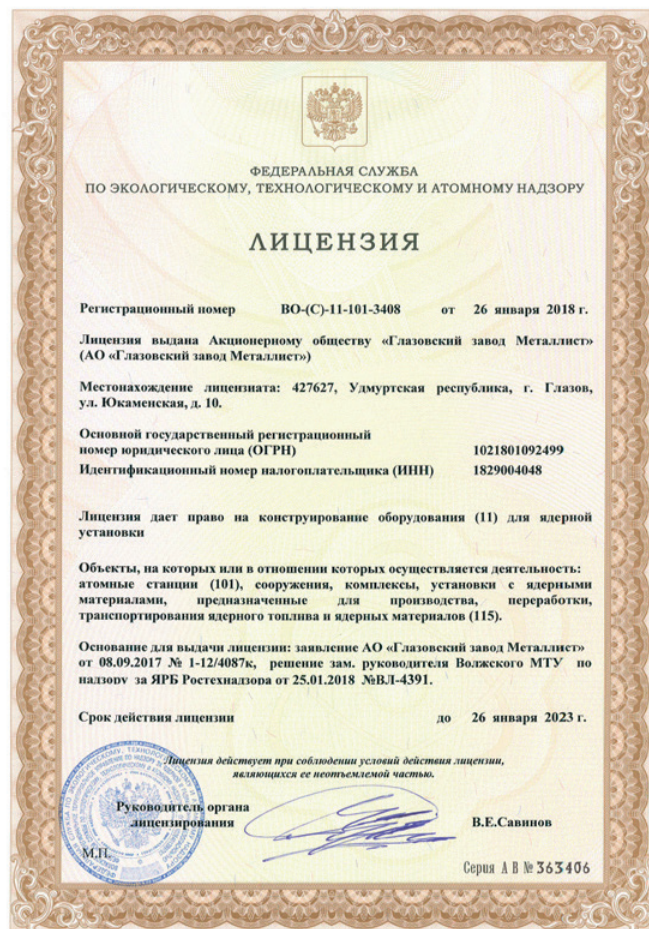 ФЕДЕРАЛЬНАЯ СЛУЖБА
ПО ЭКОЛОГИЧЕСКОМУ, ТЕХНОЛОГИЧЕСКОМУ И АТОМНОМУ НАДЗОРУ
ЛИЦЕНЗИЯ
Регистрационный номер ВО-(С)-11-101-3408 от 26 января 2018 г.
Лицензия выдана Акционерному обществу «Глазовский завод Металлист»
(АО «Глазовский завод Металлист»)
Местонахождение лицензиата: 427627, Удмуртская республика, г. Глазов,
ул. Юкаменская, д. 10.
Основной государственный регистрационный
номер юридического лица (ОГРН) 1021801092499
Идентификационный номер налогоплательщика (ИНН) 1829004048
Лицензия дает право на конструирование оборудования (11) для ядерной
установки
Объекты, на которых или в отношении которых осуществляется деятельность:
атомные станции (101), сооружения, комплексы, установки с ядерными
материалами, предназначенные для производства, переработки,
транспортирования ядерного топлива и ядерных материалов (115).
Основание для выдачи лицензии: заявление АО «Глазовский завод Металлист»
от 08.09.2017 № 1-12/4087к, решение зам. руководителя Волжского МТУ по
надзору за ЯРБ Ростехнадзора от 25.01.2018 №ВЛ-4391.
Срок действия лицензии до 26 января 2023 г.
Лицензия действует при соблюдении условий действия лицензии,
являющихся ее неотъемлемой частью.
Руководитель органа
лицензирования В.Е.Савинов
М.П.
Серия А В № 363406